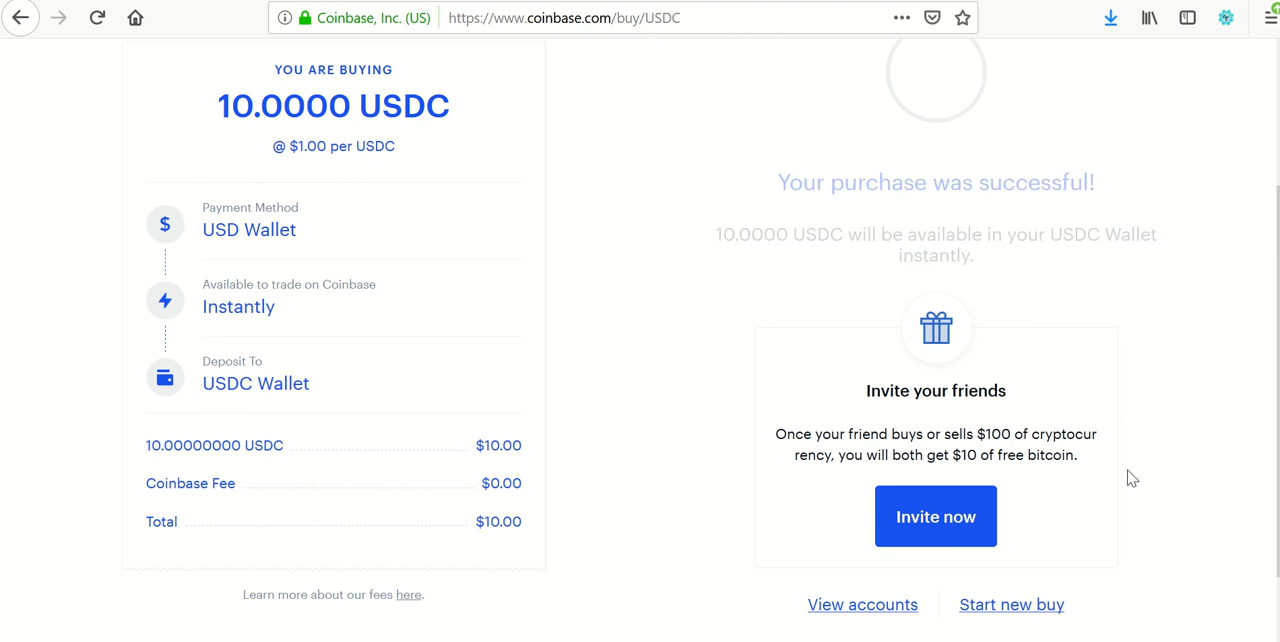 Coinbase, Inc. (US)
https://www.coinbase.com/buy/USDC
YOU ARE BUYING
10.0000 USDC
@ $1.00 per USDC
Payment Method
USD Wallet
Available to trade on Coinbase
Instantly
Deposit To
USDC Wallet
10.00000000 USDC $10.00
Coinbase Fee $0.00
Total $10.00
Learn more about our fees here.
Your purchase was successful!
10.0000 USDC will be available in your USDC Wallet
instantly.
Invite your friends
Once your friend buys or sells $100 of cryptocur
rency, you will both get $10 of free bitcoin.
Invite now
View accounts
Start new buy